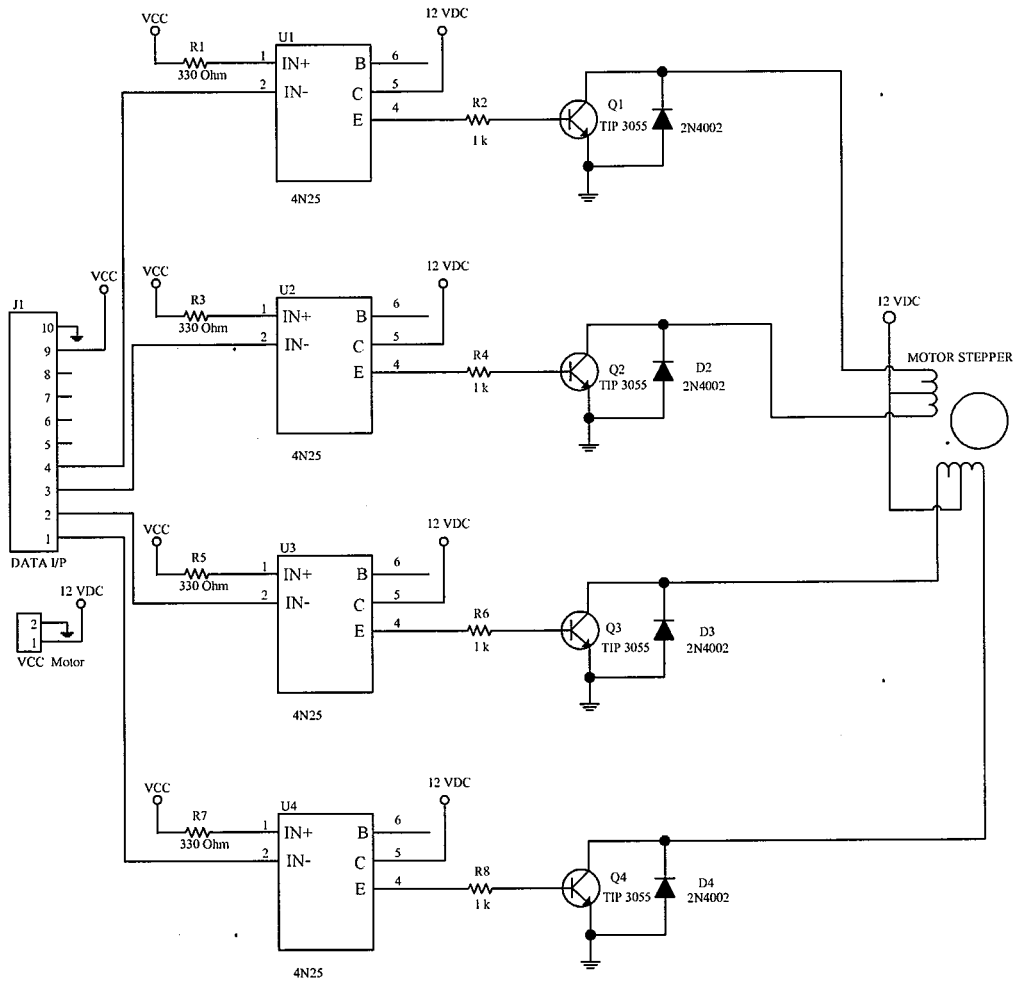 VCC
R1
330 Ohm
U1
1 IN+
2 IN-
B 6
C 5
E 4
4N25
12 VDC
R2
1 k
Q1
TIP 3055
2N4002
VCC
J1
10
9
8
7
6
5
4
3
2
1
DATA I/P
VCC
R3
330 Ohm
U2
1 IN+
2 IN-
B 6
C 5
E 4
4N25
12 VDC
R4
1 k
Q2
TIP 3055
D2
2N4002
12 VDC
MOTOR STEPPER
12 VDC
2
1
VCC Motor
VCC
R5
330 Ohm
U3
1 IN+
2 IN-
B 6
C 5
E 4
4N25
12 VDC
R6
1 k
Q3
TIP 3055
D3
2N4002
VCC
R7
330 Ohm
U4
1 IN+
2 IN-
B 6
C 5
E 4
4N25
12 VDC
R8
1 k
Q4
TIP 3055
D4
2N4002